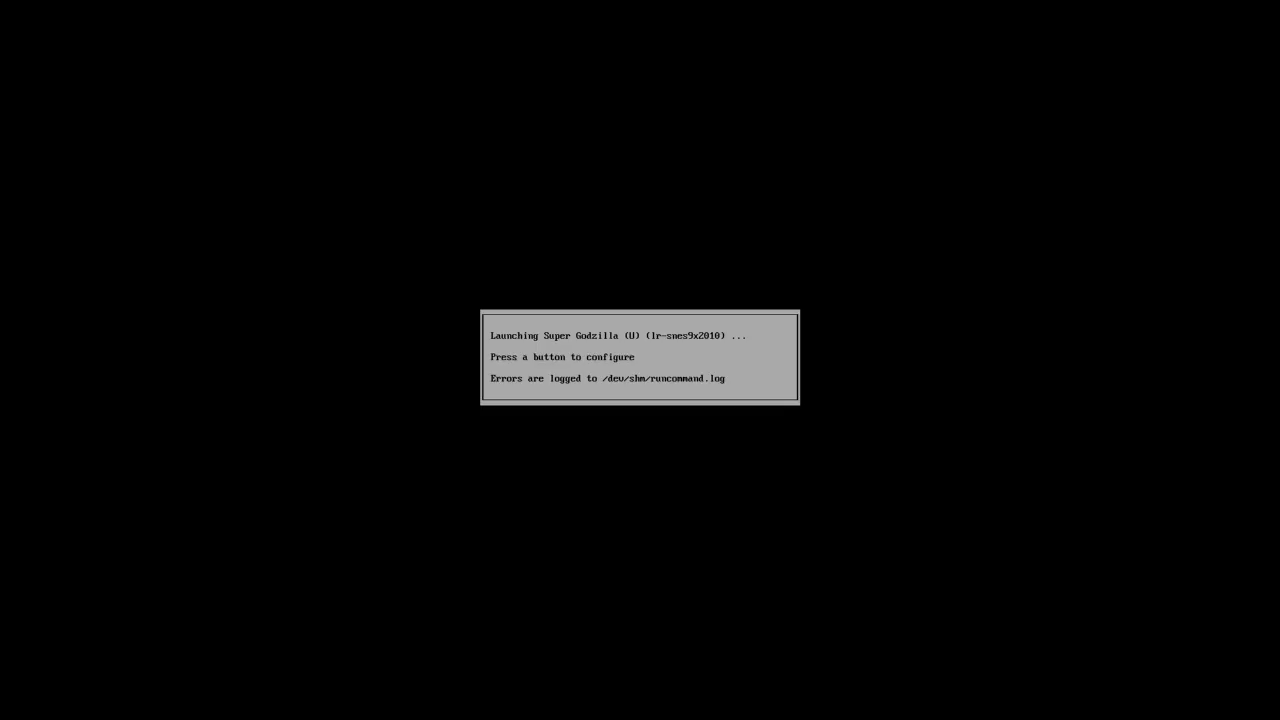 Launching Super Godzilla (U) (lr-snes9x2010) ...
Press a button to configure
Errors are logged to /dev/shm/runcommand.log